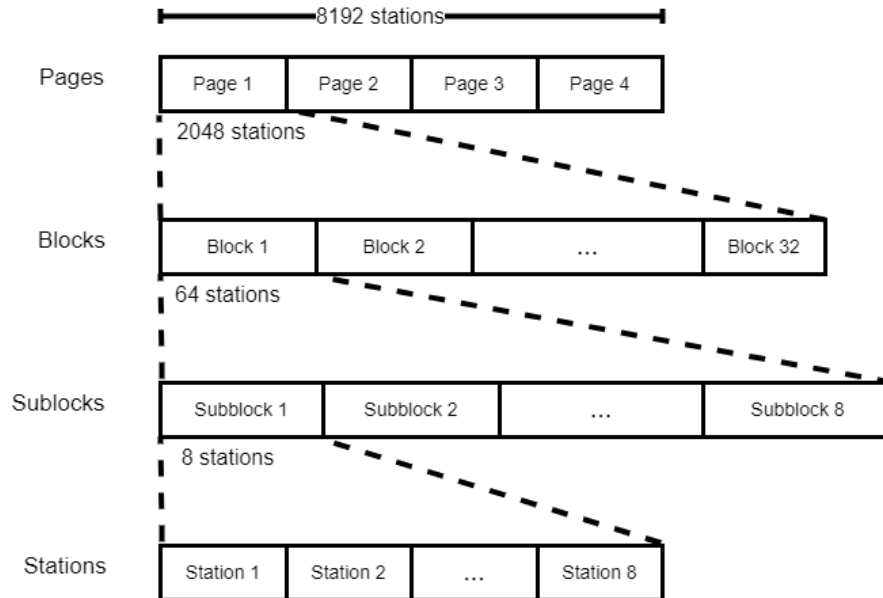 8192 stations
Pages
Page 1
Page 2
Page 3
Page 4
2048 stations
Blocks
Block 1
Block 2
...
Block 32
64 stations
Sublocks
Subblock 1
Subblock 2
...
Subblock 8
8 stations
Stations
Station 1
Station 2
...
Station 8